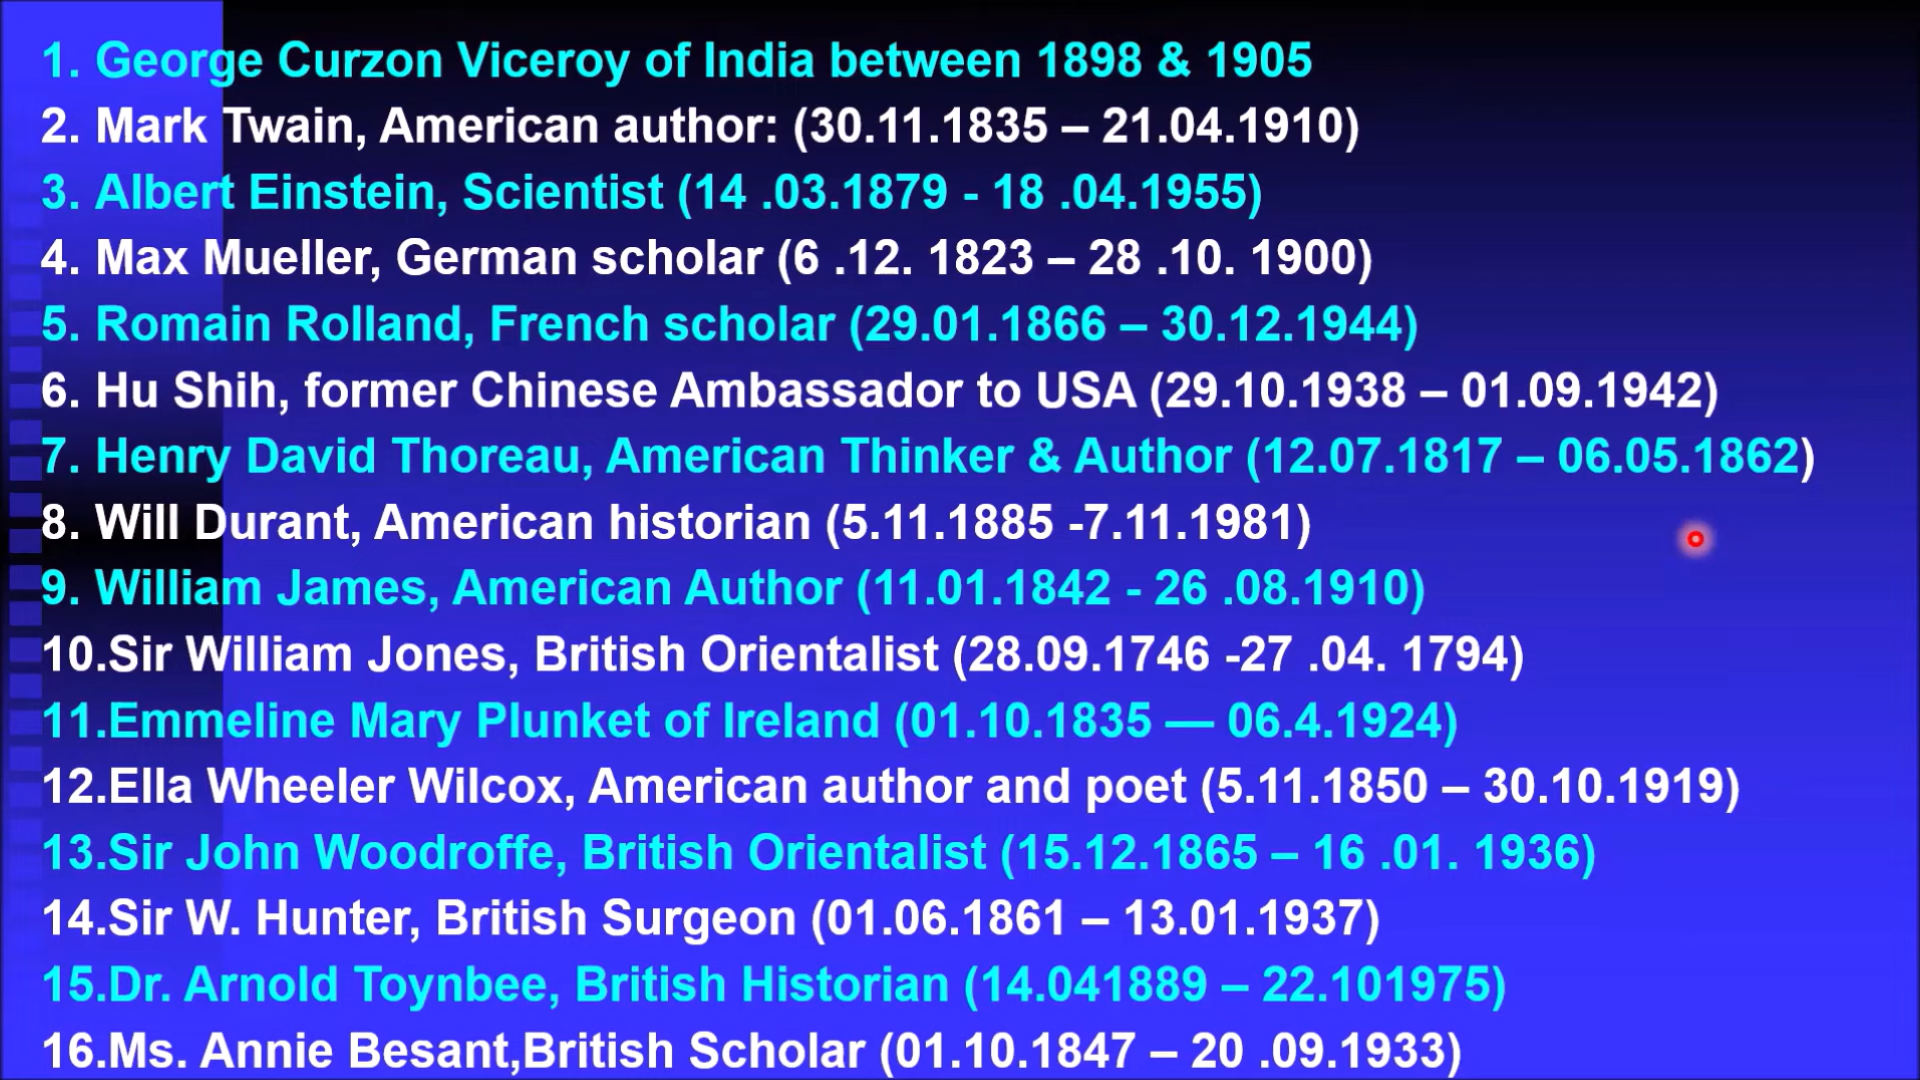 1. George Curzon Viceroy of India between 1898 & 1905
2. Mark Twain, American author: (30.11.1835 – 21.04.1910)
3. Albert Einstein, Scientist (14 .03.1879 - 18 .04.1955)
4. Max Mueller, German scholar (6 .12. 1823 – 28 .10. 1900)
5. Romain Rolland, French scholar (29.01.1866 – 30.12.1944)
6. Hu Shih, former Chinese Ambassador to USA (29.10.1938 – 01.09.1942)
7. Henry David Thoreau, American Thinker & Author (12.07.1817 – 06.05.1862)
8. Will Durant, American historian (5.11.1885 -7.11.1981)
9. William James, American Author (11.01.1842 - 26 .08.1910)
10.Sir William Jones, British Orientalist (28.09.1746 -27 .04. 1794)
11.Emmeline Mary Plunket of Ireland (01.10.1835 — 06.4.1924)
12.Ella Wheeler Wilcox, American author and poet (5.11.1850 – 30.10.1919)
13.Sir John Woodroffe, British Orientalist (15.12.1865 – 16 .01. 1936)
14.Sir W. Hunter, British Surgeon (01.06.1861 – 13.01.1937)
15.Dr. Arnold Toynbee, British Historian (14.041889 – 22.101975)
16.Ms. Annie Besant,British Scholar (01.10.1847 – 20 .09.1933)